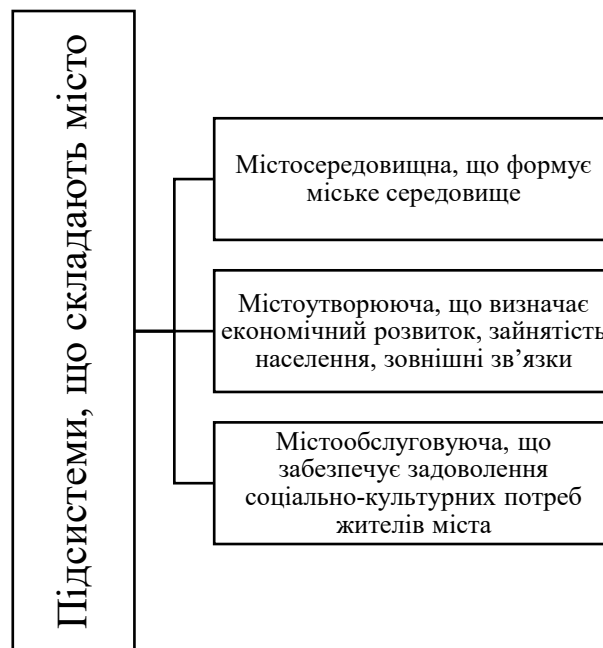 Підсистеми, що складають місто
Містосередовищна, що формує
міське середовище
Містоутворююча, що визначає
економічний розвиток, зайнятість
населення, зовнішні зв’язки
Містообслуговуюча, що
забезпечує задоволення
соціально-культурних потреб
жителів міста